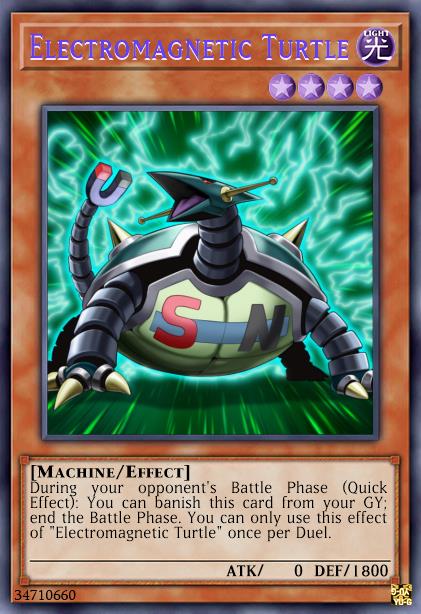 Electromagnetic Turtle
LIGHT
光
S N
[Machine/Effect]
During your opponent's Battle Phase (Quick
Effect): You can banish this card from your GY;
end the Battle Phase. You can only use this effect
of "Electromagnetic Turtle" once per Duel.
ATK/ 0 DEF/1800
34710660